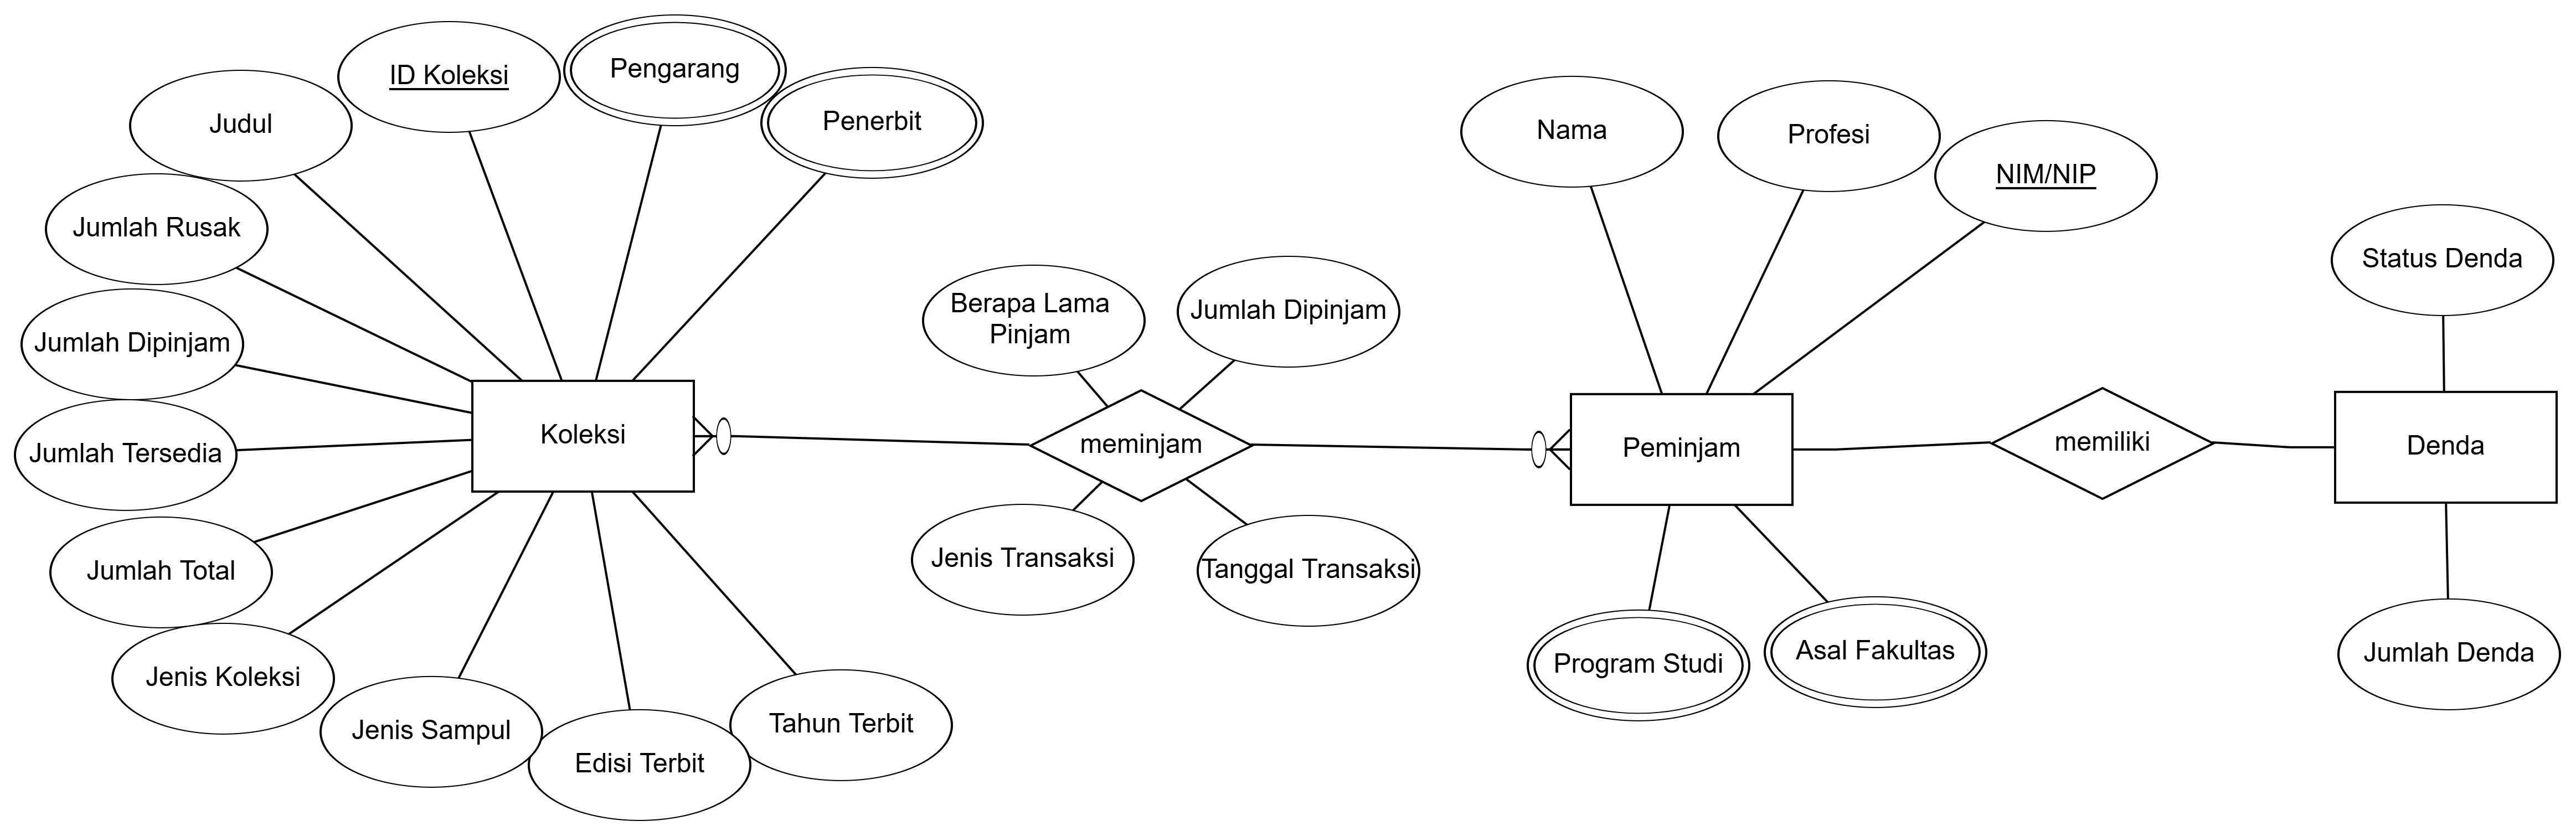 ID Koleksi
Pengarang
Penerbit
Judul
Jumlah Rusak
Jumlah Dipinjam
Jumlah Tersedia
Jumlah Total
Jenis Koleksi
Jenis Sampul
Edisi Terbit
Tahun Terbit
Koleksi
Berapa Lama
Pinjam
Jumlah Dipinjam
meminjam
Jenis Transaksi
Tanggal Transaksi
Nama
Profesi
NIM/NIP
Peminjam
Program Studi
Asal Fakultas
memiliki
Status Denda
Denda
Jumlah Denda